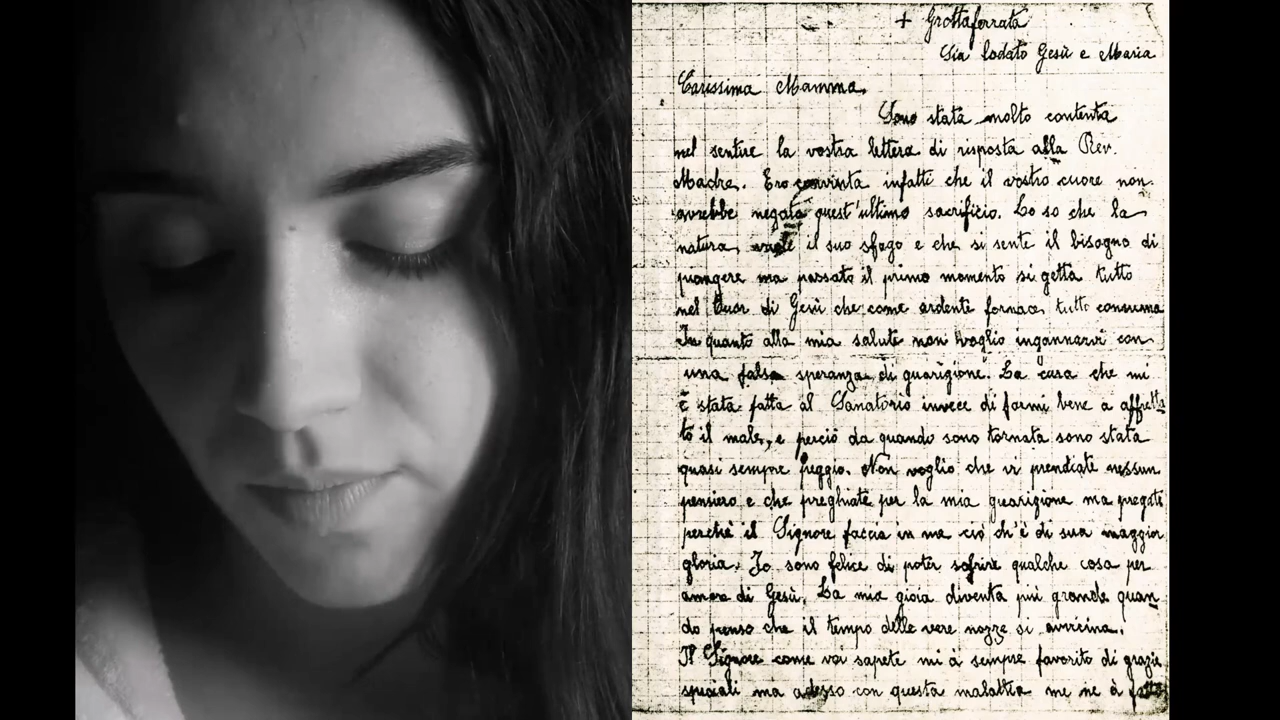 + Grottaferrata
Sia lodato Gesù e Maria
Carissima Mamma,
Sono stata molto contenta
nel sentire la vostra lettera di risposta alla Rev.
Madre. Ero convinta infatti che il vostro cuore non
avrebbe negato quest'ultimo sacrificio. Lo so che la
natura vuole il suo sfogo e che si sente il bisogno di
piangere ma passato il primo momento si getta tutto
nel Cuor di Gesù che come ardente fornace tutto consuma
In quanto alla mia salute non voglio ingannarvi con
una falsa speranza di guarigione. La cura che mi
è stata fatta al Sanatorio invece di farmi bene a affretta
to il male, e perciò da quando sono tornata sono stata
quasi sempre peggio. Non voglio che vi prendiate nessun
pensiero e che preghiate per la mia guarigione ma pregate
perchè il Signore faccia in me ciò ch'è di sua maggior
gloria. Io sono felice di poter sofrire qualche cosa per
amore di Gesù. La mia gioia diventa più grande quan
do penso che il tempo delle vere nozze si avvicina.
Il Signore come voi sapete mi à sempre favorito di grazie
speciali ma adesso con questa malattia me ne à